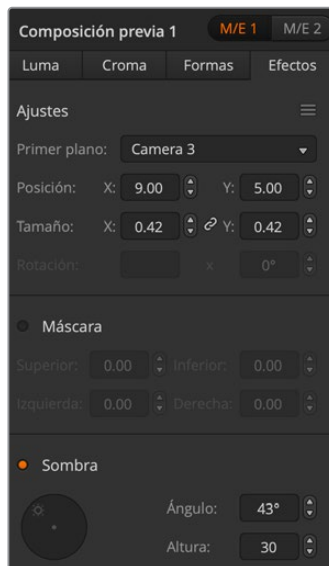 Composición previa 1 M/E 1 M/E 2
Luma Croma Formas Efectos
Ajustes
Primer plano: Camera 3
Posición: X: 9.00 Y: 5.00
Tamaño: X: 0.42 Y: 0.42
Rotación: x 0°
Máscara
Superior: 0.00 Inferior: 0.00
Izquierda: 0.00 Derecha: 0.00
Sombra
Ángulo: 43°
Altura: 30